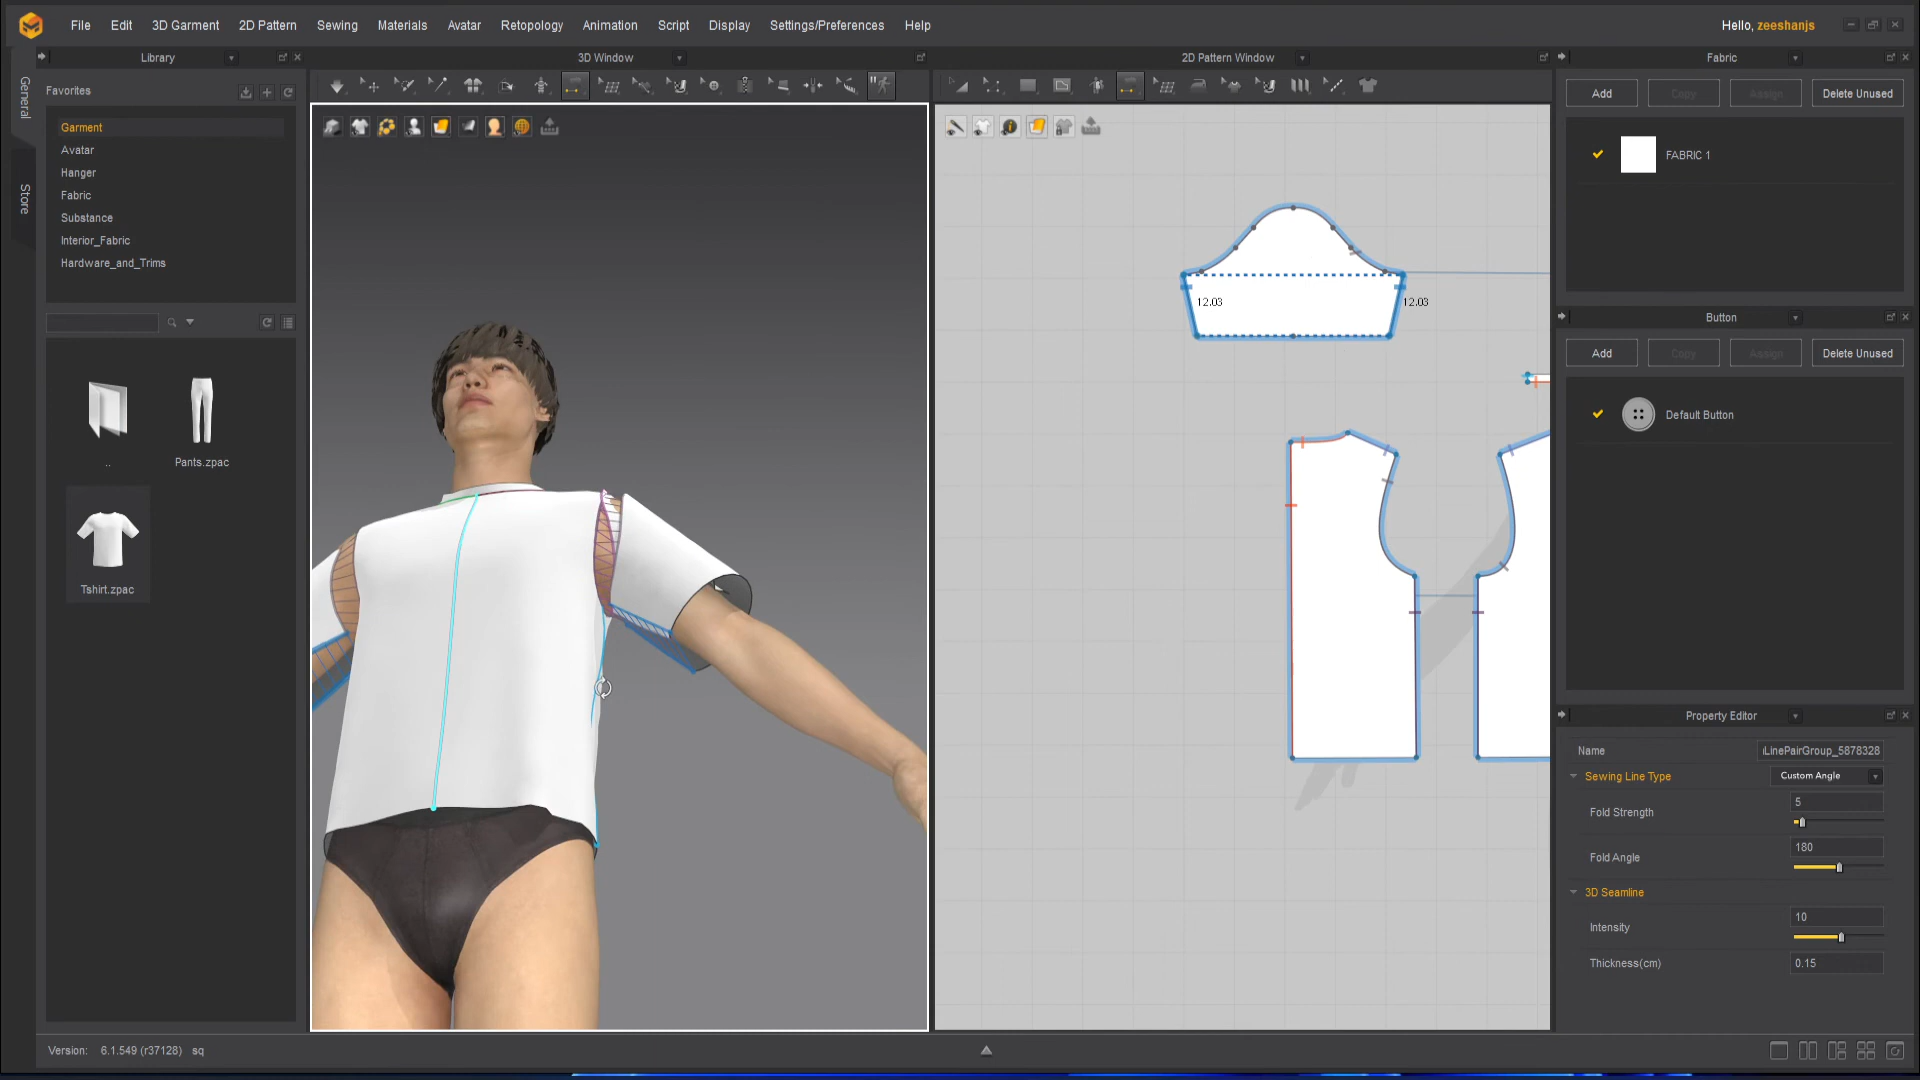 File Edit 3D Garment 2D Pattern Sewing Materials Avatar Retopology Animation Script Display Settings/Preferences Help Hello, zeeshanjs
Library 3D Window 2D Pattern Window Fabric
General
Store
Favorites
Garment
Avatar
Hanger
Fabric
Substance
Interior_Fabric
Hardware_and_Trims
..
Pants.zpac
Tshirt.zpac
12.03 12.03
Add Copy Assign Delete Unused
FABRIC 1
Button
Add Copy Assign Delete Unused
Default Button
Property Editor
Name iLinePairGroup_5878328
Sewing Line Type Custom Angle
Fold Strength 5
Fold Angle 180
3D Seamline
Intensity 10
Thickness(cm) 0.15
Version: 6.1.549 (r37128) sq